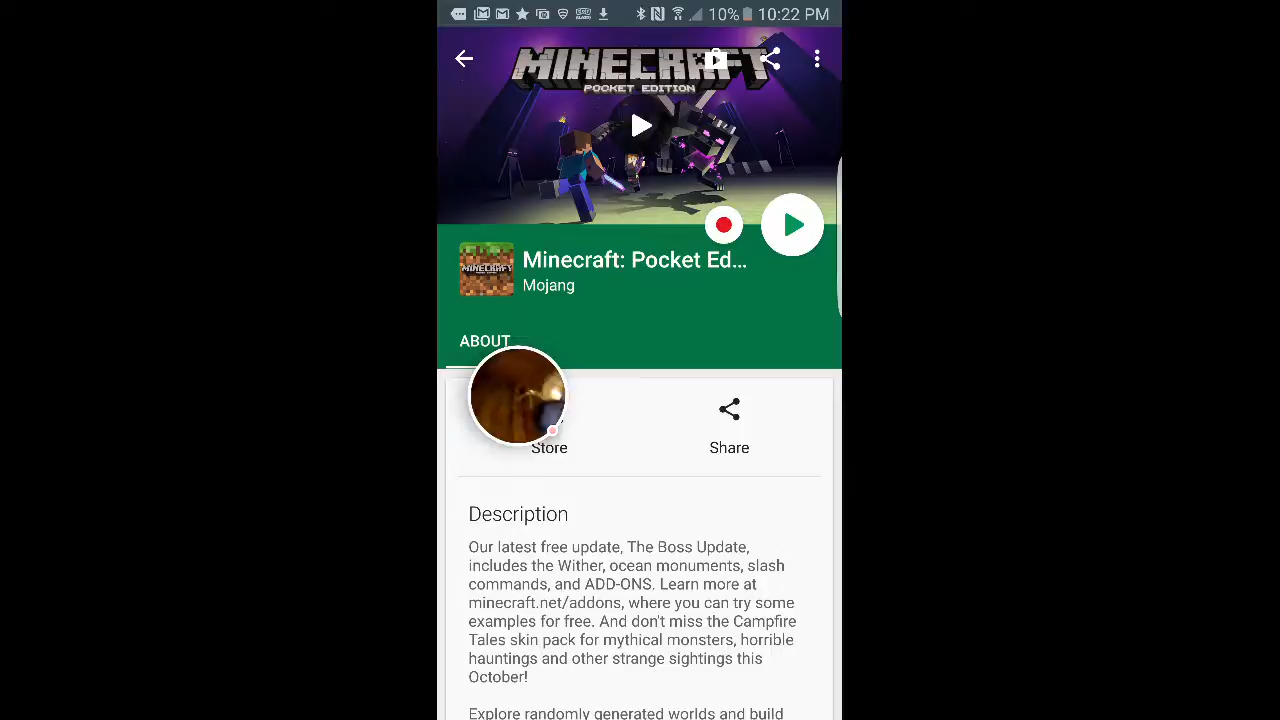 10% 10:22 PM
MINECRAFT
POCKET EDITION
MINECRAFT
Minecraft: Pocket Ed...
Mojang
ABOUT
Store
Share
Description
Our latest free update, The Boss Update,
includes the Wither, ocean monuments, slash
commands, and ADD-ONS. Learn more at
minecraft.net/addons, where you can try some
examples for free. And don't miss the Campfire
Tales skin pack for mythical monsters, horrible
hauntings and other strange sightings this
October!
Explore randomly generated worlds and build